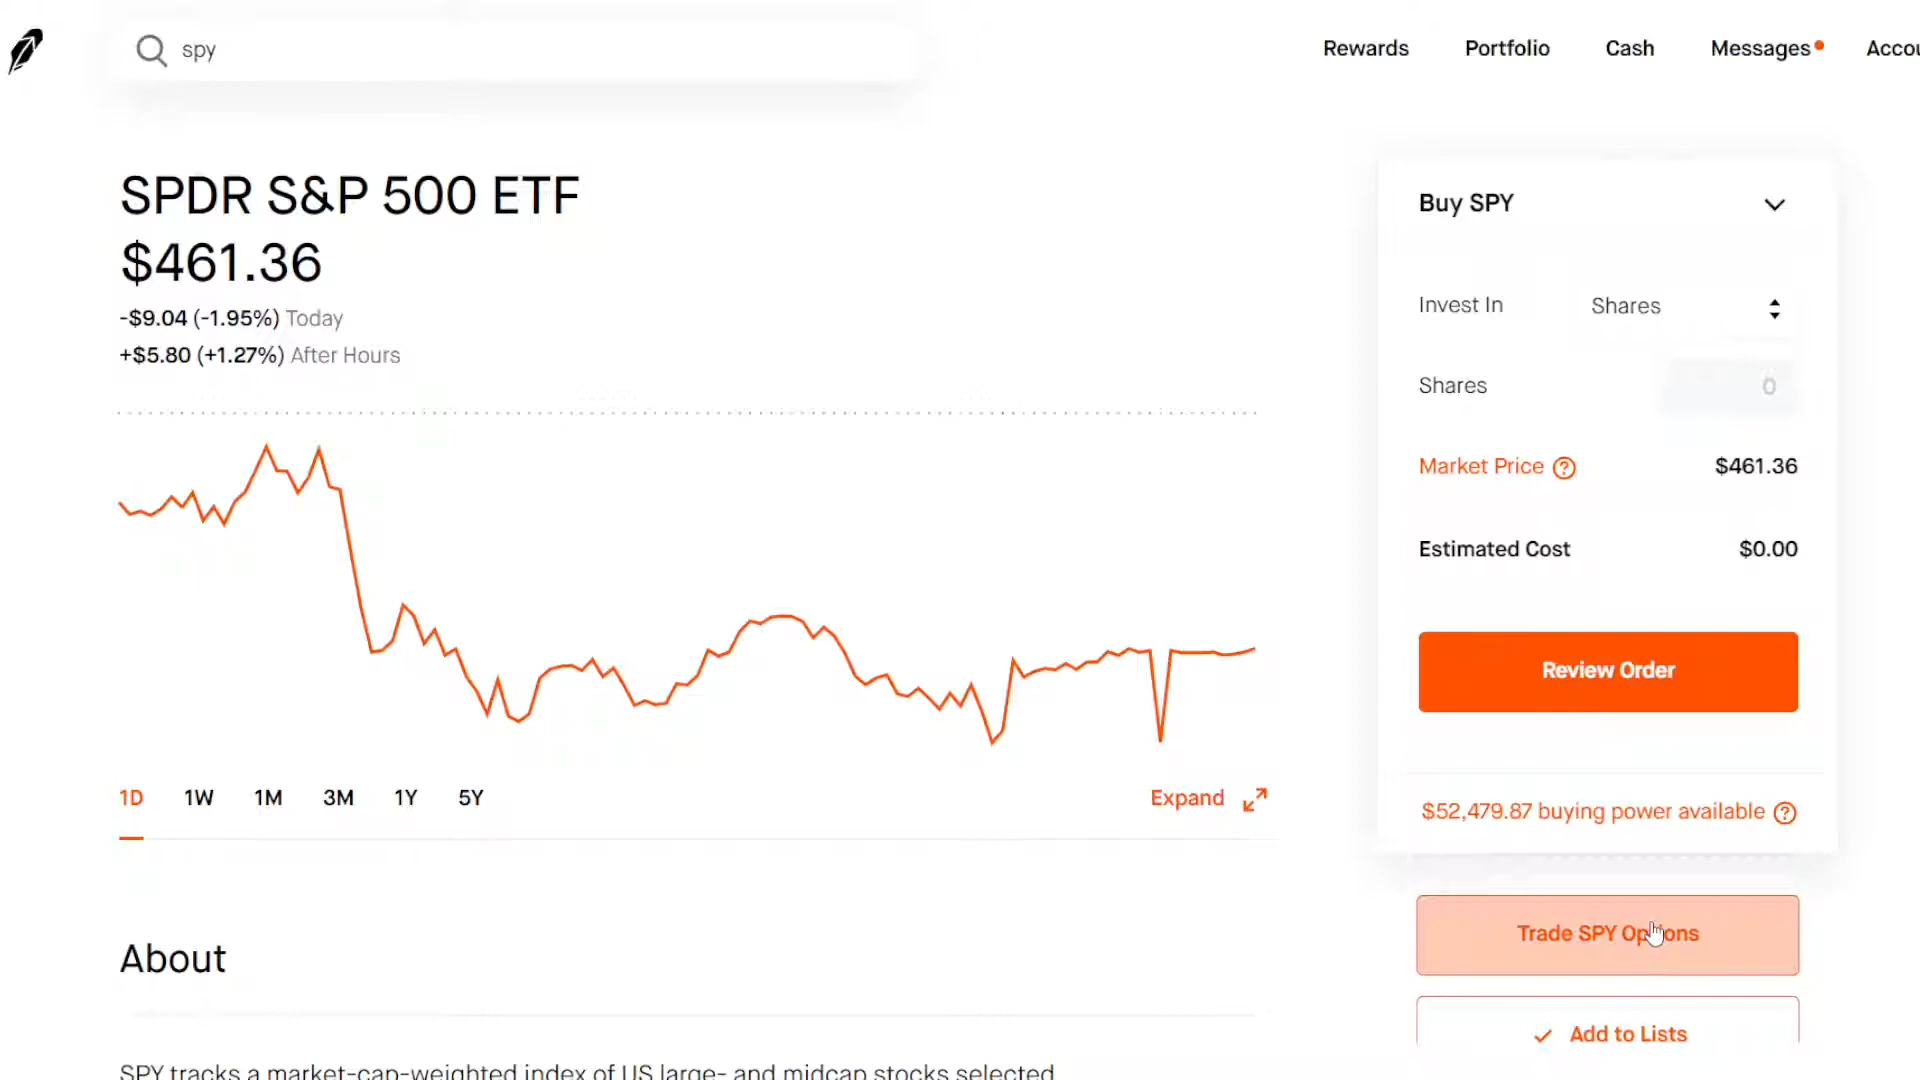 spy
Rewards
Portfolio
Cash
Messages
Accou
SPDR S&P 500 ETF
$461.36
-$9.04 (-1.95%) Today
+$5.80 (+1.27%) After Hours
1D
1W
1M
3M
1Y
5Y
Expand
About
SPY tracks a market-cap-weighted index of US large- and midcap stocks selected
Buy SPY
Invest In
Shares
Shares
0
Market Price ?
$461.36
Estimated Cost
$0.00
Review Order
$52,479.87 buying power available ?
Trade SPY Options
Add to Lists